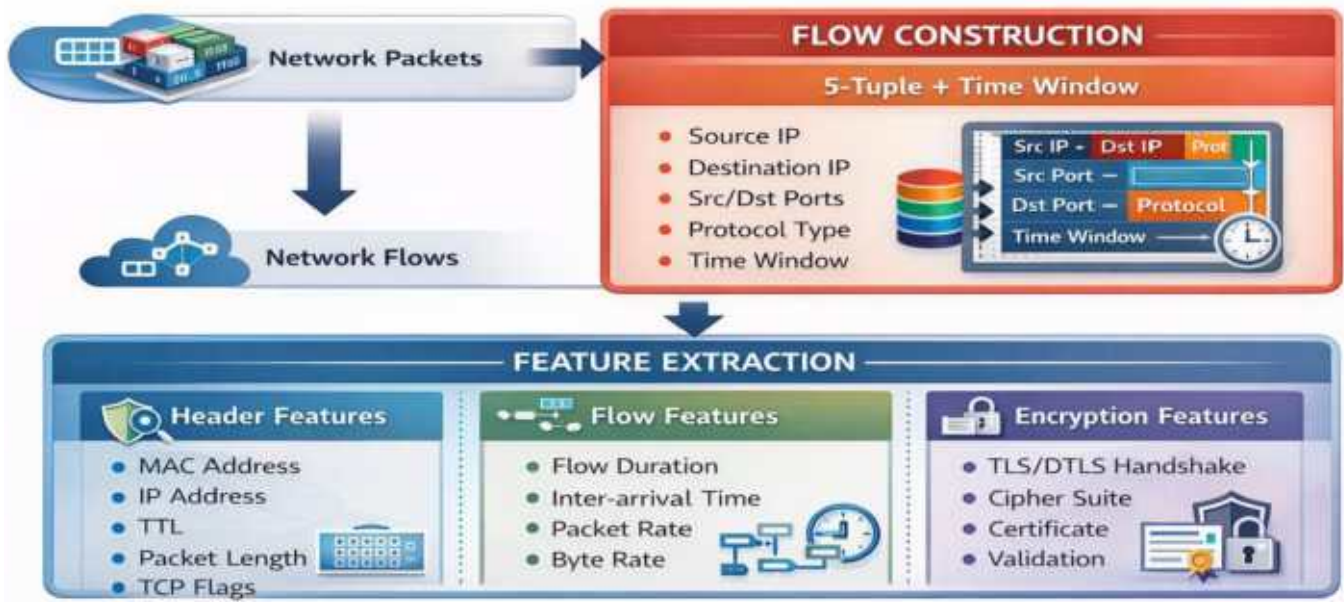 Network Packets
Network Flows
FLOW CONSTRUCTION
5-Tuple + Time Window
• Source IP
• Destination IP
• Src/Dst Ports
• Protocol Type
• Time Window
Src IP - Dst IP Prot
Src Port –
Dst Port – Protocol
Time Window
FEATURE EXTRACTION
Header Features
• MAC Address
• IP Address
• TTL
• Packet Length
• TCP Flags
Flow Features
• Flow Duration
• Inter-arrival Time
• Packet Rate
• Byte Rate
Encryption Features
• TLS/DTLS Handshake
• Cipher Suite
• Certificate
• Validation